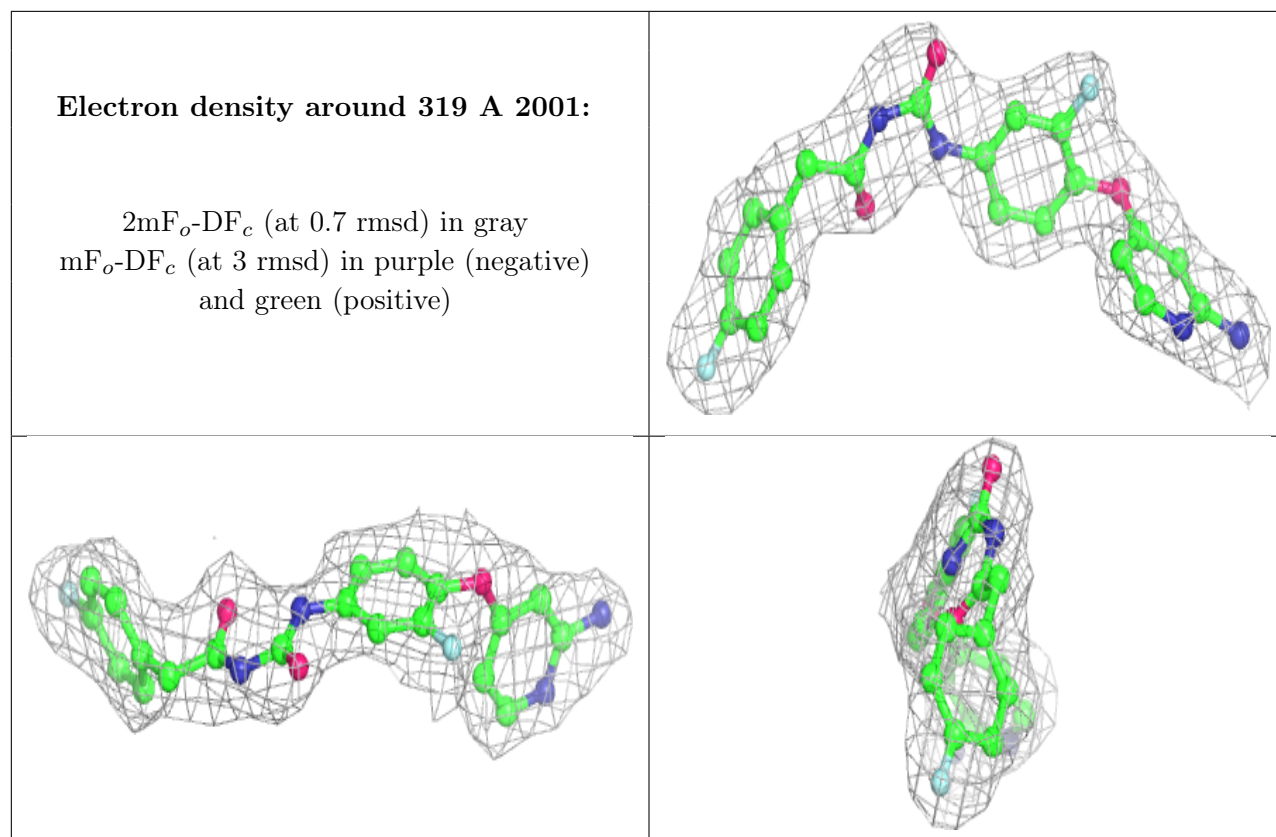 Electron density around 319 A 2001:
2mFₒ-DF𝒸 (at 0.7 rmsd) in gray
mFₒ-DF𝒸 (at 3 rmsd) in purple (negative)
and green (positive)